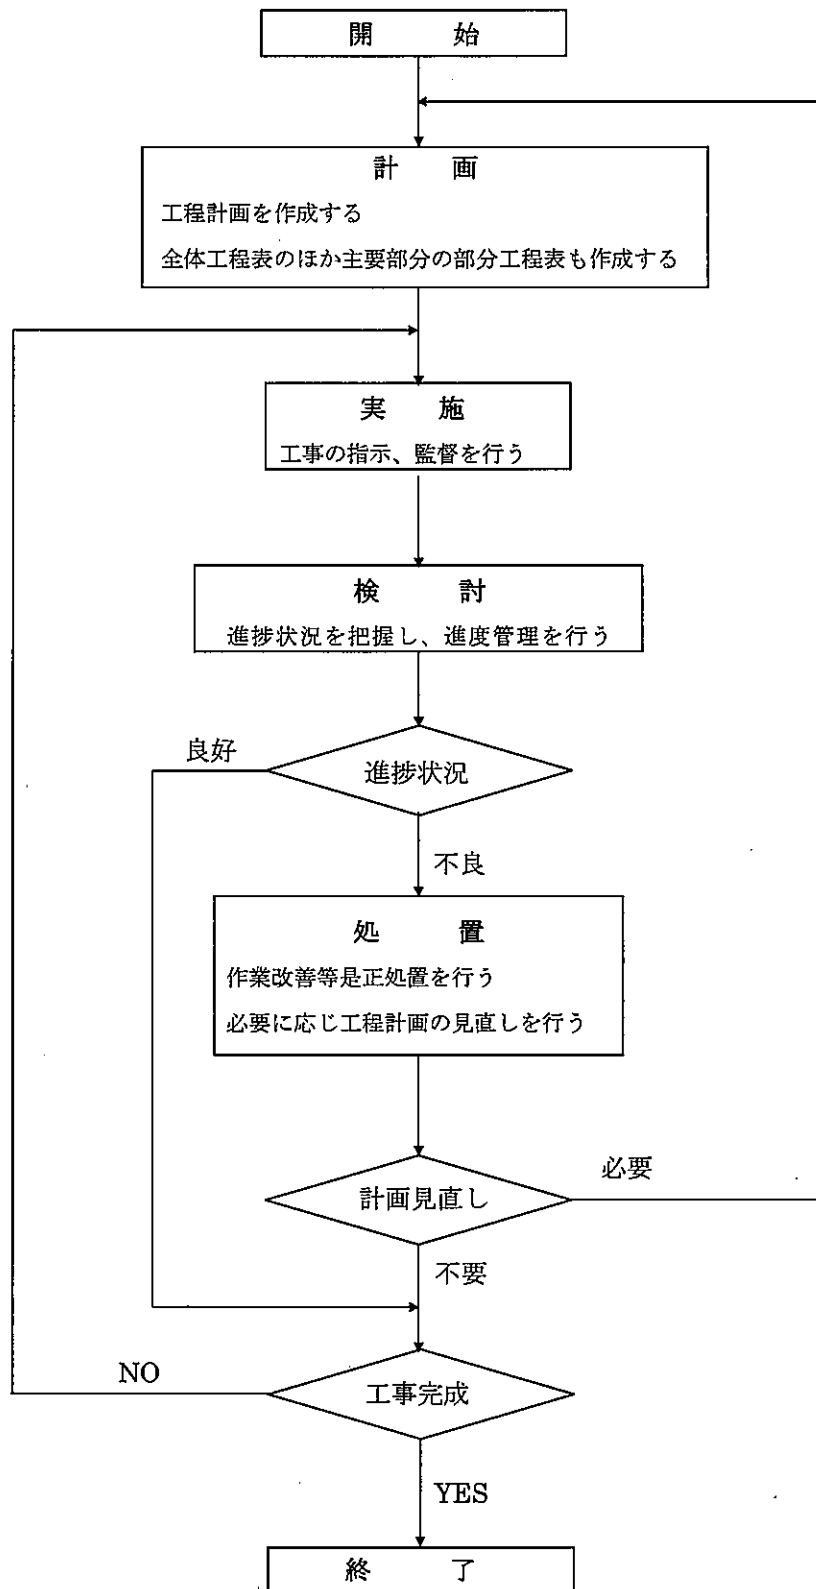 開 始
計 画
工程計画を作成する
全体工程表のほか主要部分の部分工程表も作成する
実 施
工事の指示、監督を行う
検 討
進捗状況を把握し、進度管理を行う
良好
進捗状況
不良
処 置
作業改善等是正処置を行う
必要に応じ工程計画の見直しを行う
必要
計画見直し
不要
NO
工事完成
YES
終 了